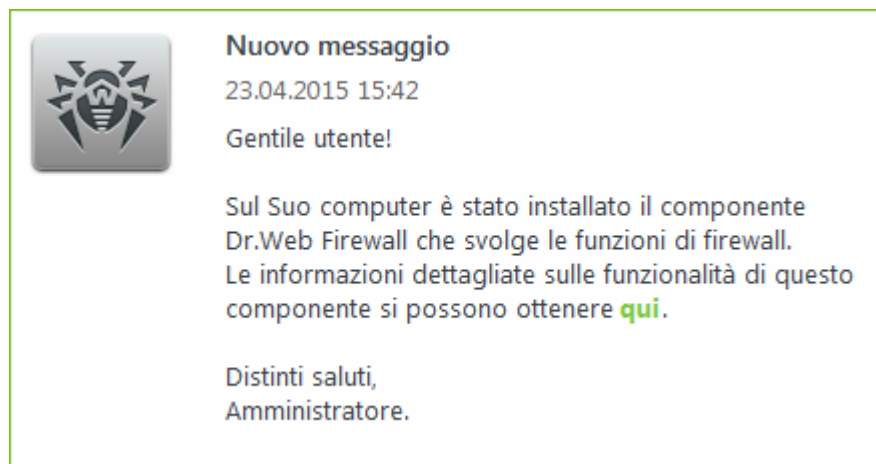 Nuovo messaggio
23.04.2015 15:42
Gentile utente!
Sul Suo computer è stato installato il componente
Dr.Web Firewall che svolge le funzioni di firewall.
Le informazioni dettagliate sulle funzionalità di questo
componente si possono ottenere qui.
Distinti saluti,
Amministratore.